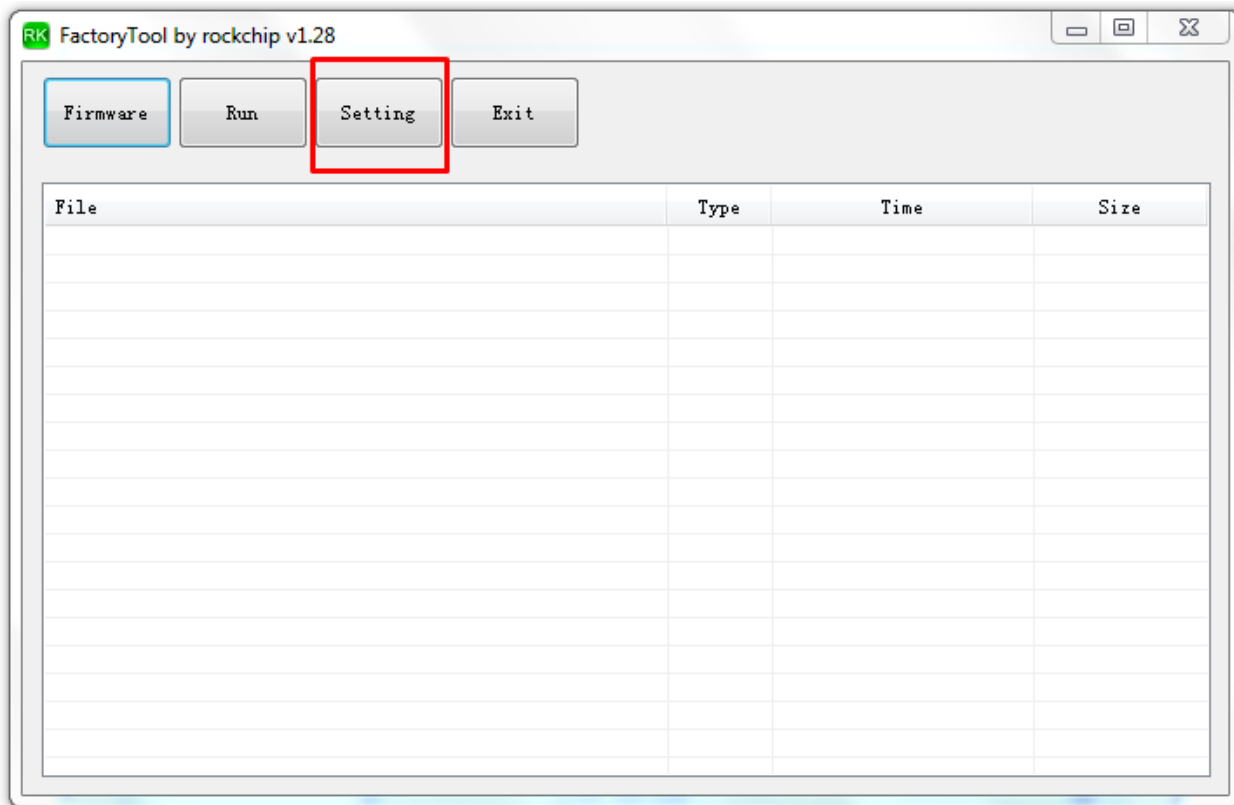 RK FactoryTool by rockchip v1.28
Firmware Run Setting Exit
File Type Time Size